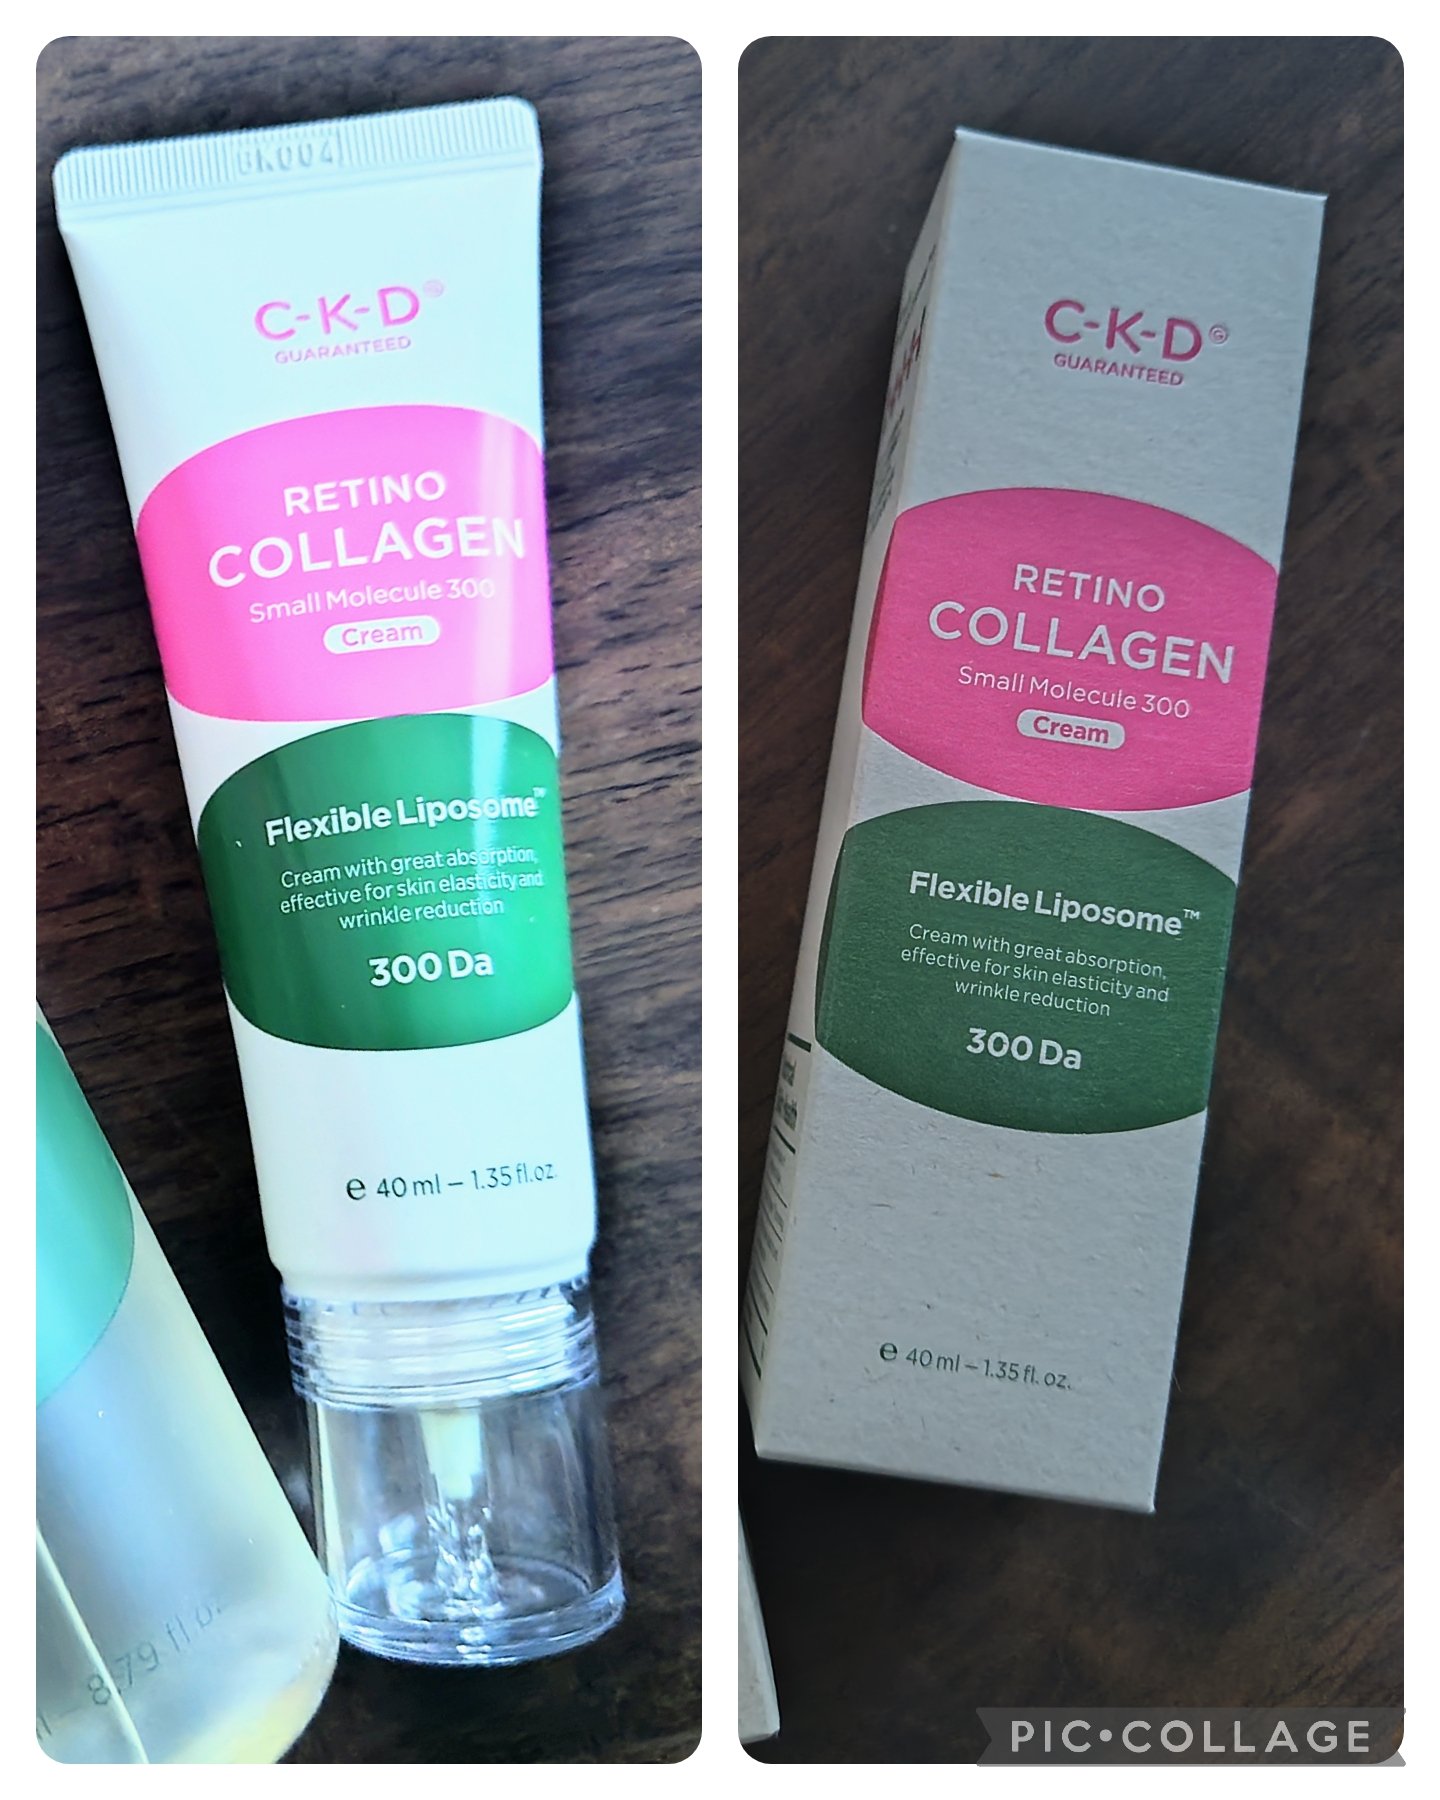 C-K-D
GUARANTEED
RETINO
COLLAGEN
Small Molecule 300
Cream
Flexible Liposome™
Cream with great absorption,
effective for skin elasticity and
wrinkle reduction
300 Da
℮ 40 ml – 1.35 fl.oz.
8.79 fl o
C-K-D
GUARANTEED
RETINO
COLLAGEN
Small Molecule 300
Cream
Flexible Liposome™
Cream with great absorption,
effective for skin elasticity and
wrinkle reduction
300 Da
℮ 40 ml – 1.35 fl. oz.
PIC•COLLAGE